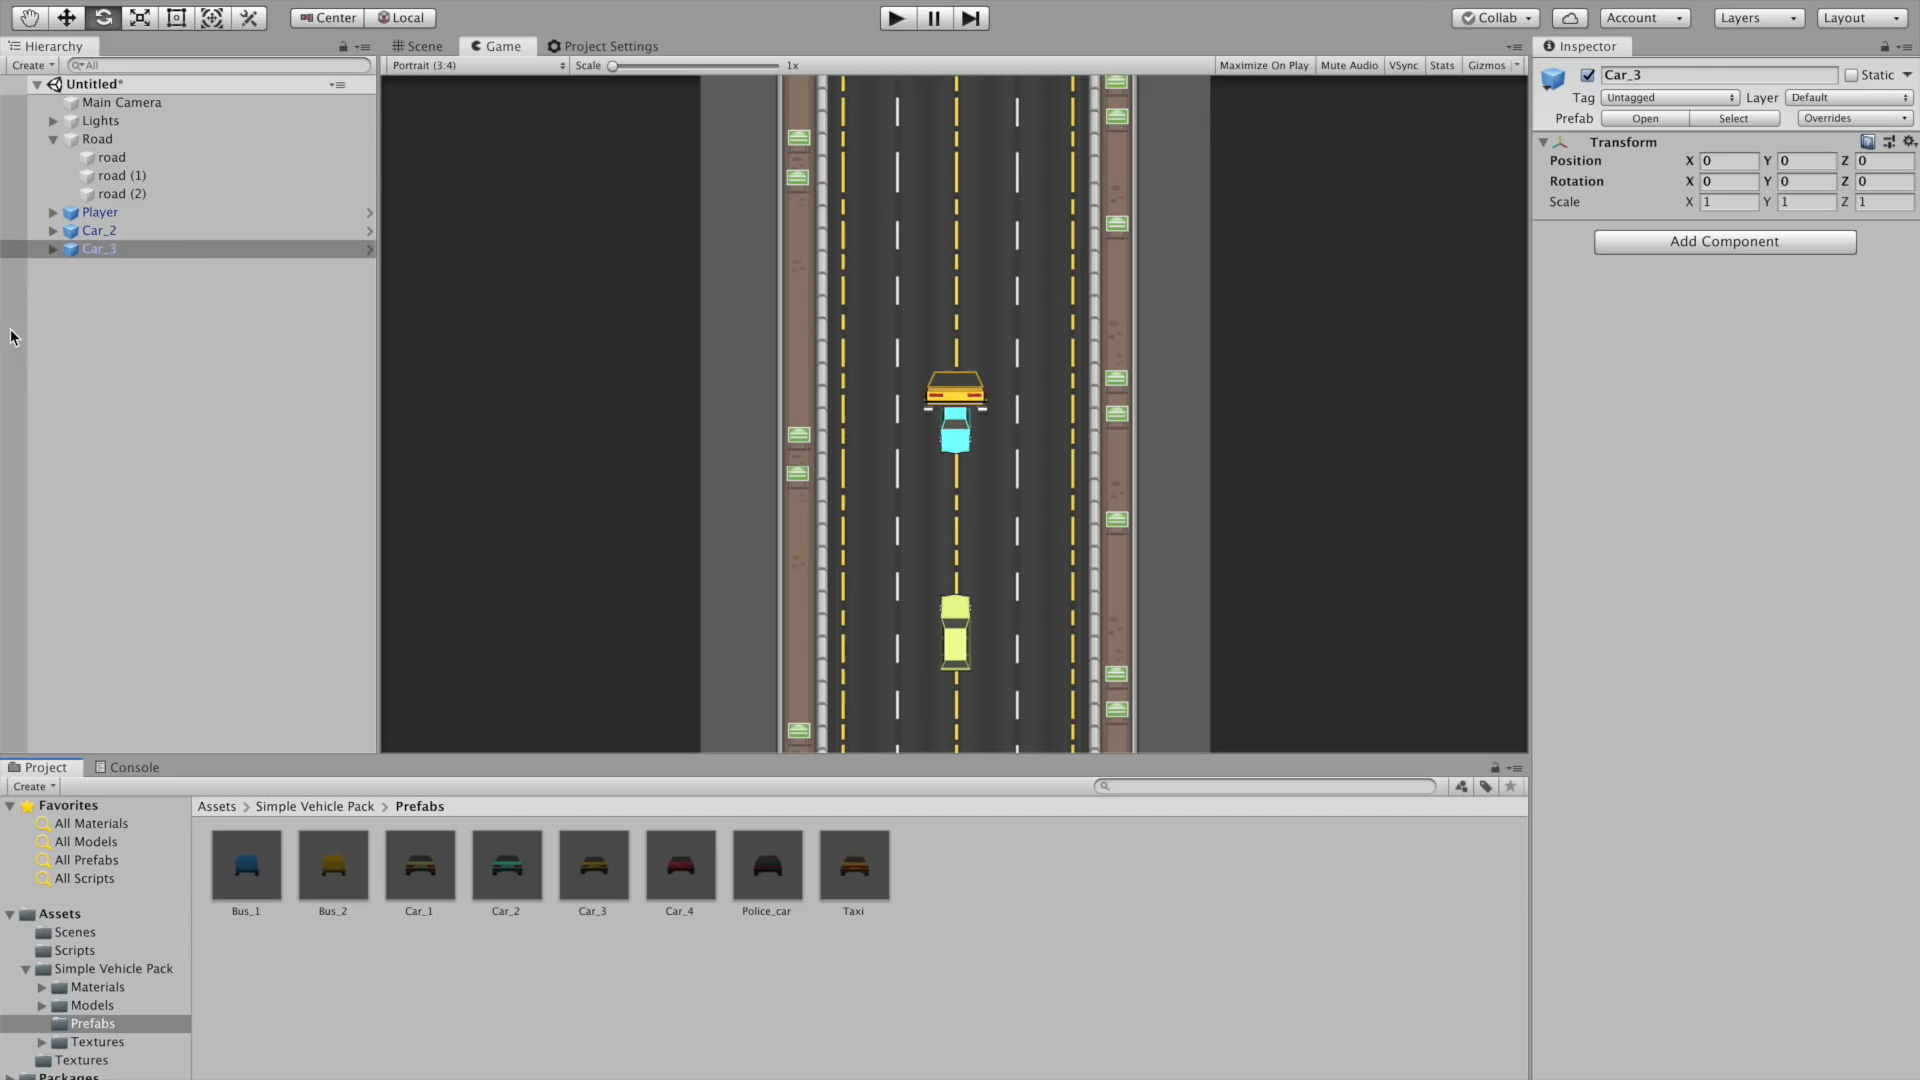 Center Local Collab Account Layers Layout
Hierarchy Scene Game Project Settings Inspector
Create All Portrait (3:4) Scale 1x Maximize On Play Mute Audio VSync Stats Gizmos
Untitled*
Main Camera
Lights
Road
road
road (1)
road (2)
Player
Car_2
Car_3
Car_3 Static
Tag Untagged Layer Default
Prefab Open Select Overrides
Transform
Position X 0 Y 0 Z 0
Rotation X 0 Y 0 Z 0
Scale X 1 Y 1 Z 1
Add Component
Project Console
Create
Favorites
All Materials
All Models
All Prefabs
All Scripts
Assets
Scenes
Scripts
Simple Vehicle Pack
Materials
Models
Prefabs
Textures
Textures
Packages
Assets > Simple Vehicle Pack > Prefabs
Bus_1 Bus_2 Car_1 Car_2 Car_3 Car_4 Police_car Taxi